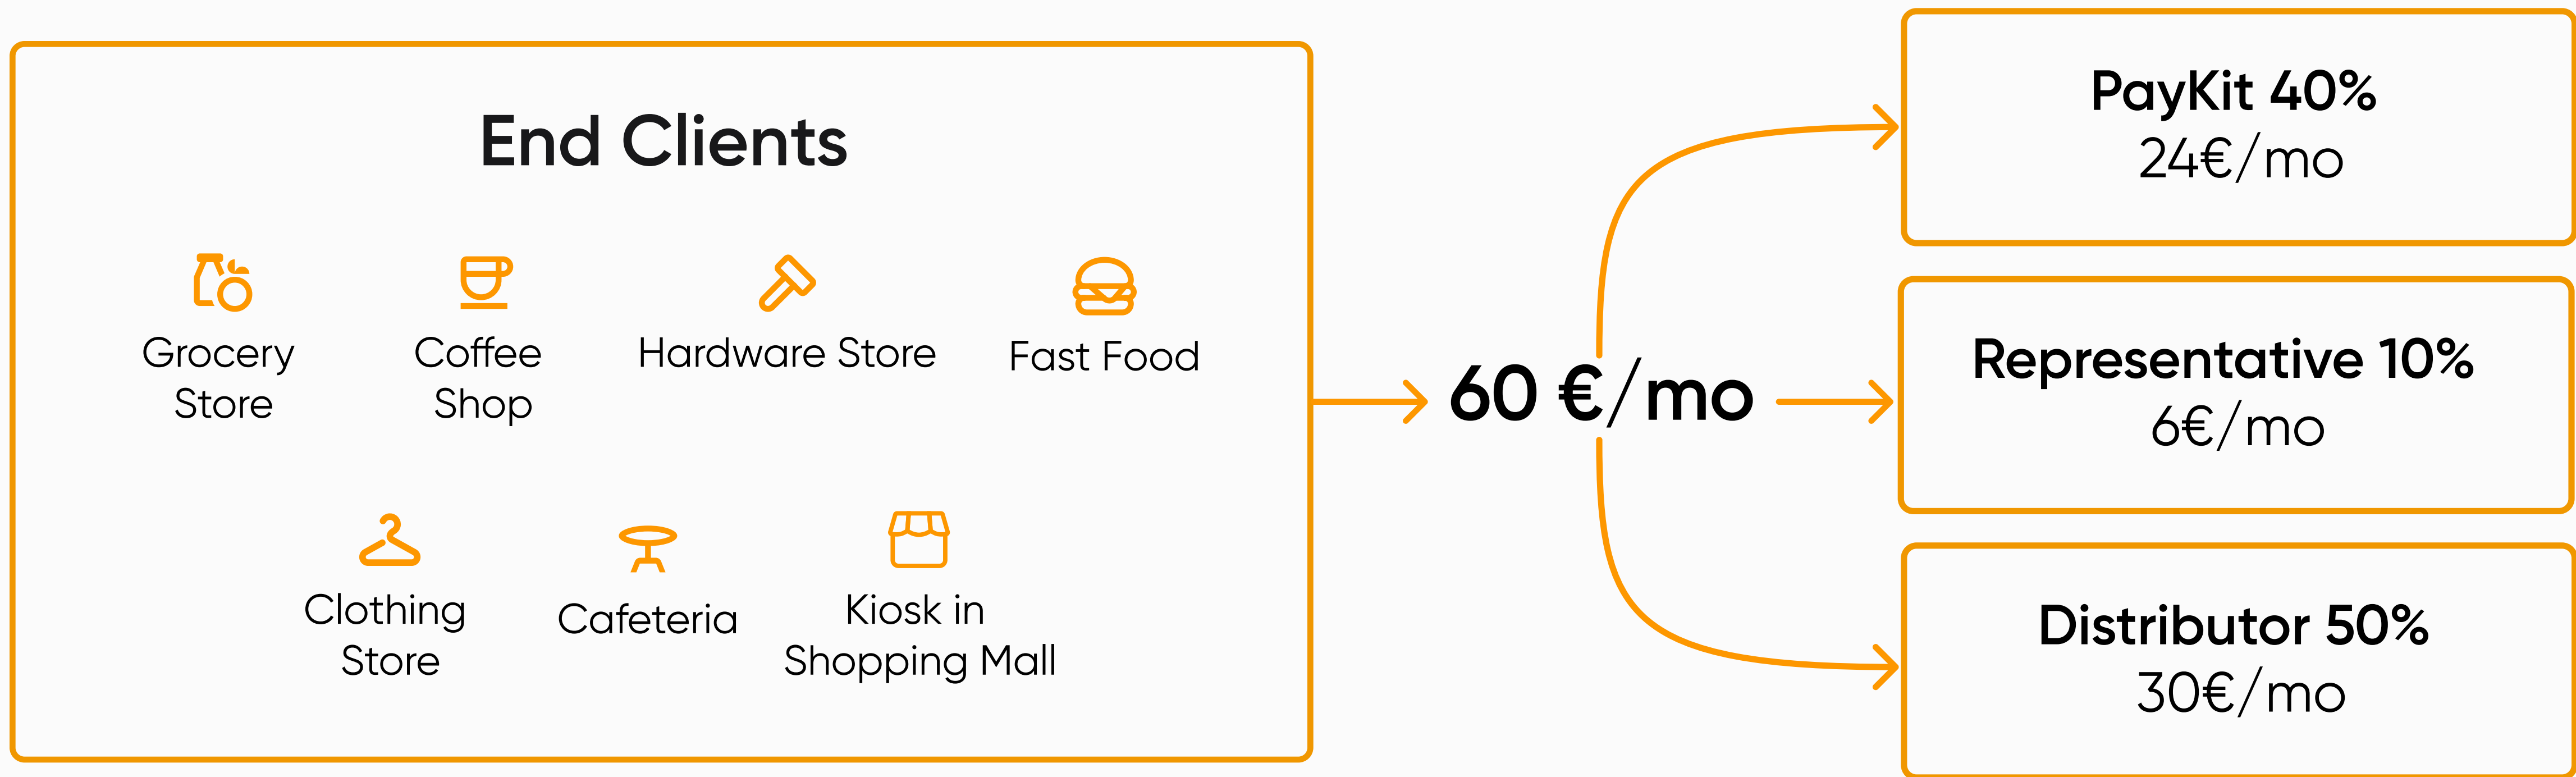 End Clients
Grocery
Store
Coffee
Shop
Hardware Store
Fast Food
Clothing
Store
Cafeteria
Kiosk in
Shopping Mall
60 €/mo
PayKit 40%
24€/mo
Representative 10%
6€/mo
Distributor 50%
30€/mo